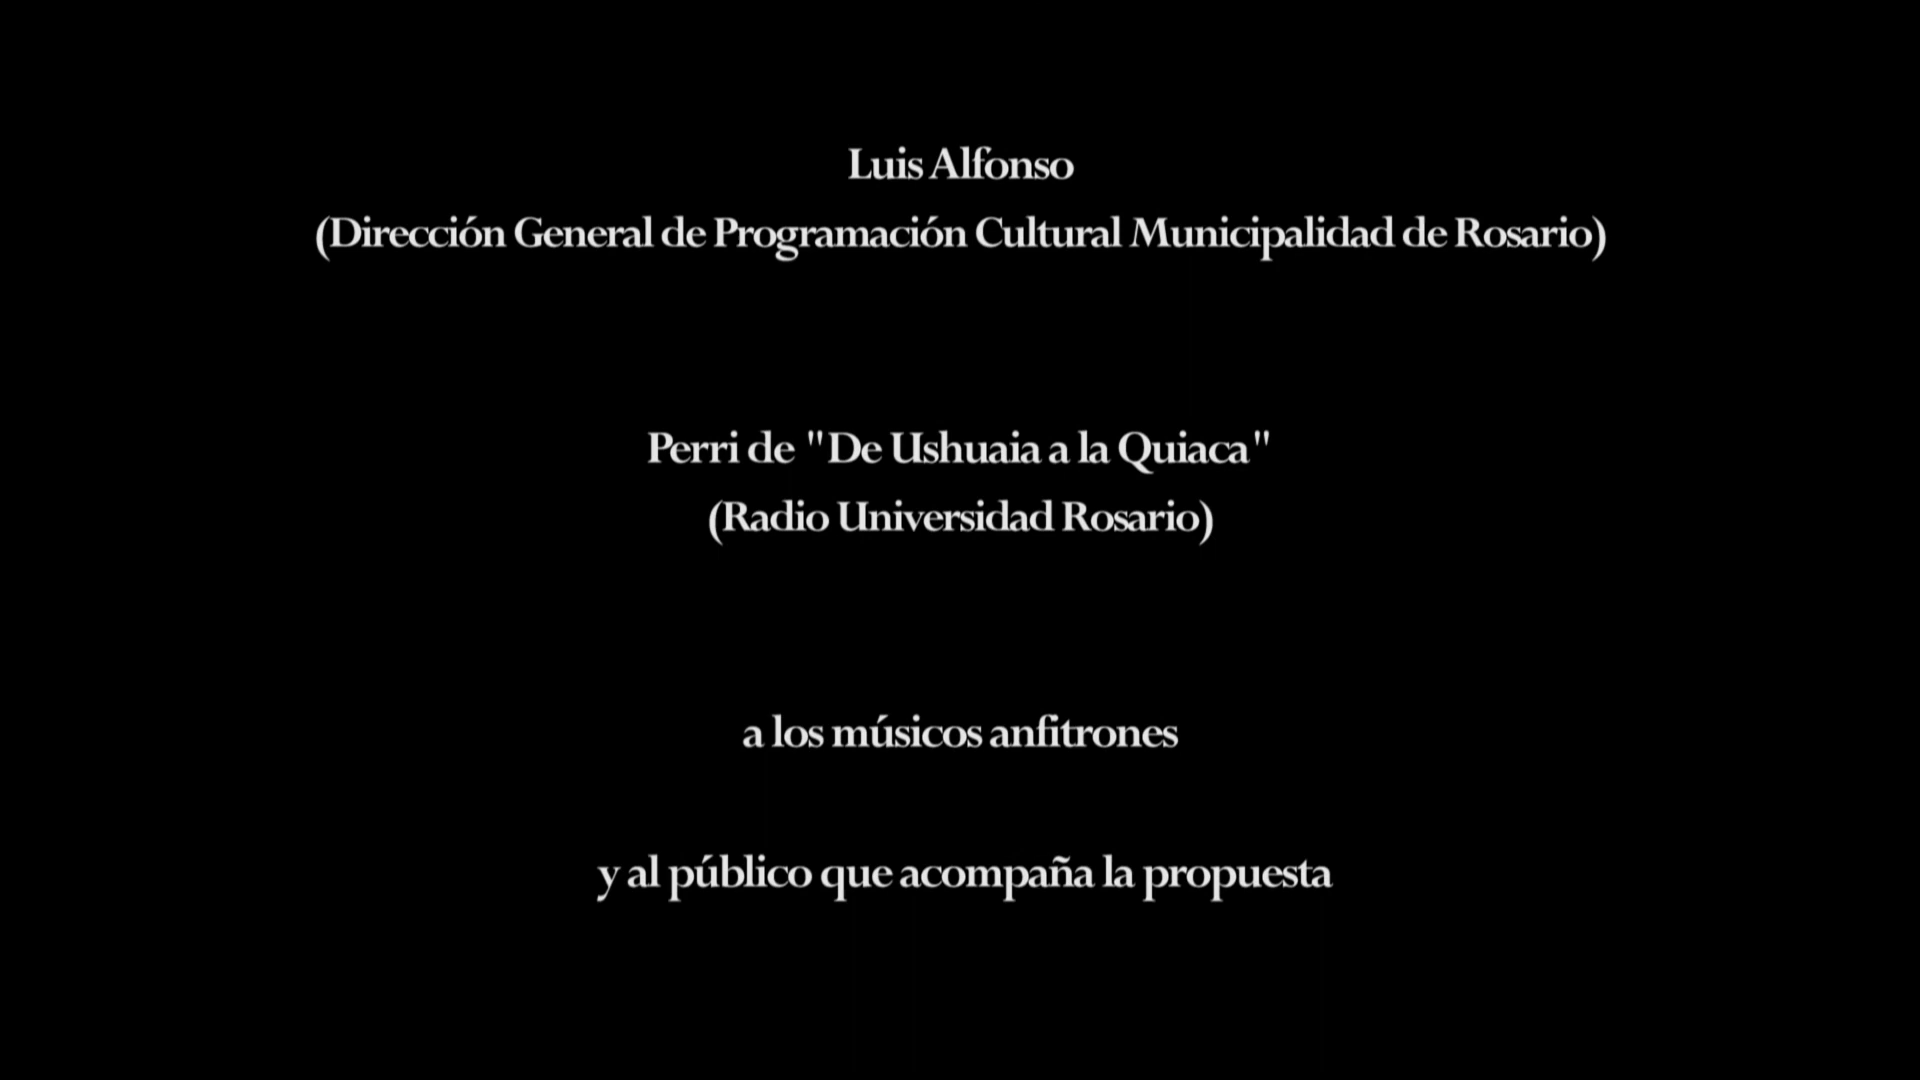 Luis Alfonso
(Dirección General de Programación Cultural Municipalidad de Rosario)
Perri de "De Ushuaia a la Quiaca"
(Radio Universidad Rosario)
a los músicos anfitrones
y al público que acompaña la propuesta